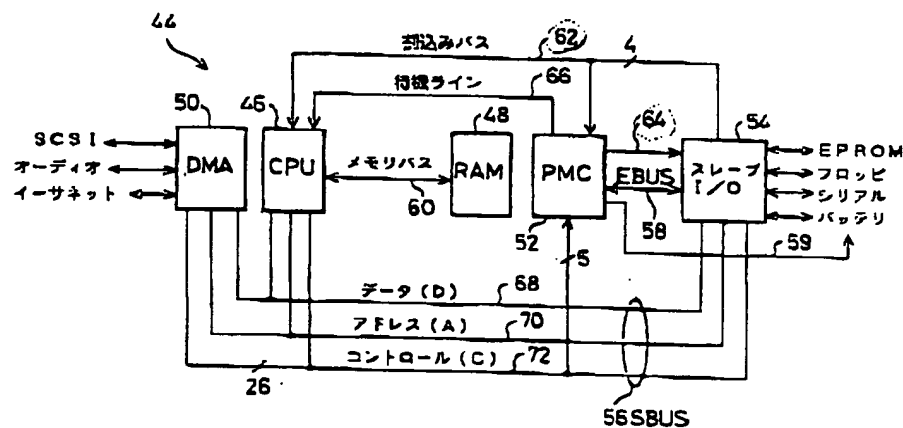 44
割込みバス
62
4
待機ライン
66
50
46
48
64
54
SCSI
オーディオ
イーサネット
DMA
CPU
メモリバス
60
RAM
PMC
EBUS
58
スレーブ
I/O
EPROM
フロッピ
シリアル
バッテリ
52
5
59
データ(D)
68
アドレス(A)
70
コントロール(C)
72
26
56SBUS